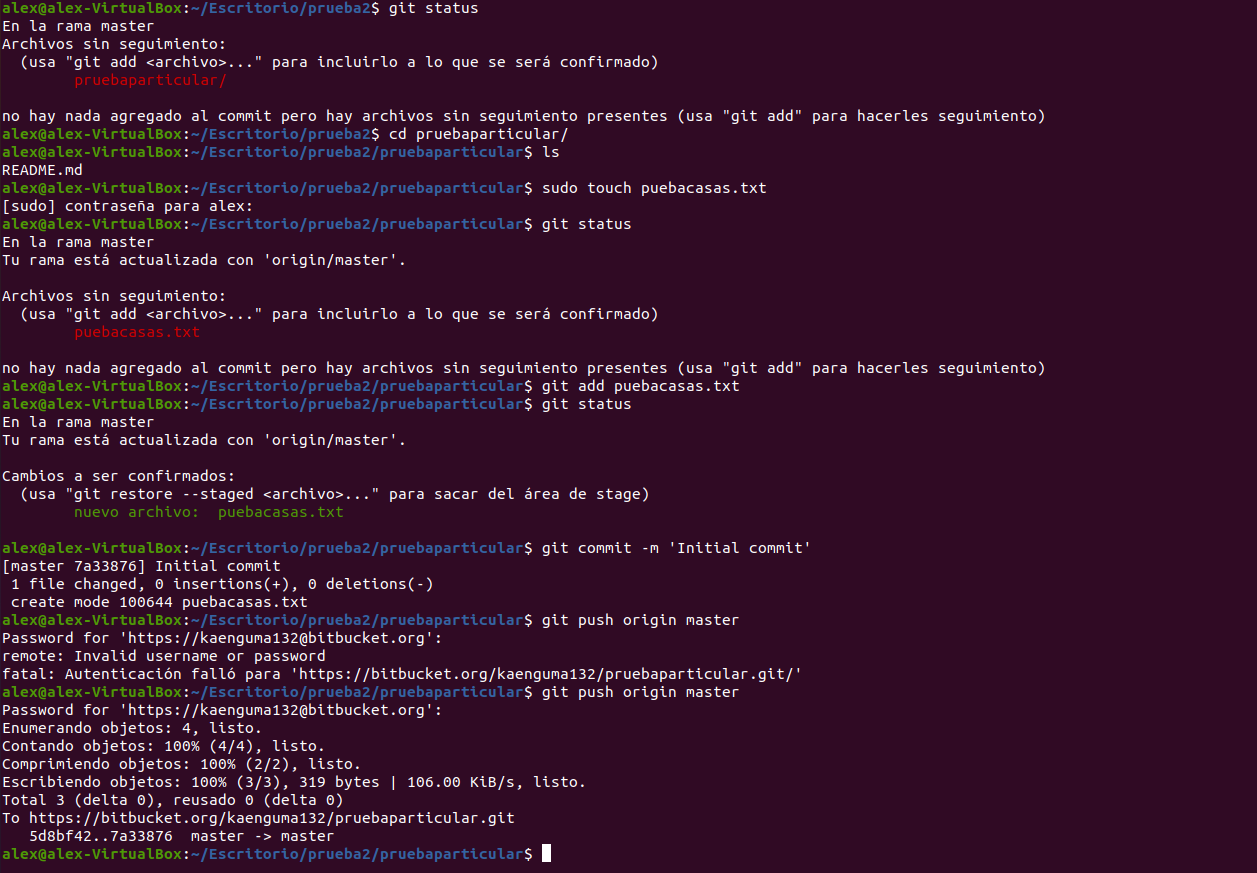 alex@alex-VirtualBox:~/Escritorio/prueba2$ git status
En la rama master
Archivos sin seguimiento:
  (usa "git add <archivo>..." para incluirlo a lo que se será confirmado)
        pruebaparticular/

no hay nada agregado al commit pero hay archivos sin seguimiento presentes (usa "git add" para hacerles seguimiento)
alex@alex-VirtualBox:~/Escritorio/prueba2$ cd pruebaparticular/
alex@alex-VirtualBox:~/Escritorio/prueba2/pruebaparticular$ ls
README.md
alex@alex-VirtualBox:~/Escritorio/prueba2/pruebaparticular$ sudo touch puebacasas.txt
[sudo] contraseña para alex:
alex@alex-VirtualBox:~/Escritorio/prueba2/pruebaparticular$ git status
En la rama master
Tu rama está actualizada con 'origin/master'.

Archivos sin seguimiento:
  (usa "git add <archivo>..." para incluirlo a lo que se será confirmado)
        puebacasas.txt

no hay nada agregado al commit pero hay archivos sin seguimiento presentes (usa "git add" para hacerles seguimiento)
alex@alex-VirtualBox:~/Escritorio/prueba2/pruebaparticular$ git add puebacasas.txt
alex@alex-VirtualBox:~/Escritorio/prueba2/pruebaparticular$ git status
En la rama master
Tu rama está actualizada con 'origin/master'.

Cambios a ser confirmados:
  (usa "git restore --staged <archivo>..." para sacar del área de stage)
        nuevo archivo:  puebacasas.txt

alex@alex-VirtualBox:~/Escritorio/prueba2/pruebaparticular$ git commit -m 'Initial commit'
[master 7a33876] Initial commit
 1 file changed, 0 insertions(+), 0 deletions(-)
 create mode 100644 puebacasas.txt
alex@alex-VirtualBox:~/Escritorio/prueba2/pruebaparticular$ git push origin master
Password for 'https://kaenguma132@bitbucket.org':
remote: Invalid username or password
fatal: Autenticación falló para 'https://bitbucket.org/kaenguma132/pruebaparticular.git/'
alex@alex-VirtualBox:~/Escritorio/prueba2/pruebaparticular$ git push origin master
Password for 'https://kaenguma132@bitbucket.org':
Enumerando objetos: 4, listo.
Contando objetos: 100% (4/4), listo.
Comprimiendo objetos: 100% (2/2), listo.
Escribiendo objetos: 100% (3/3), 319 bytes | 106.00 KiB/s, listo.
Total 3 (delta 0), reusado 0 (delta 0)
To https://bitbucket.org/kaenguma132/pruebaparticular.git
   5d8bf42..7a33876  master -> master
alex@alex-VirtualBox:~/Escritorio/prueba2/pruebaparticular$